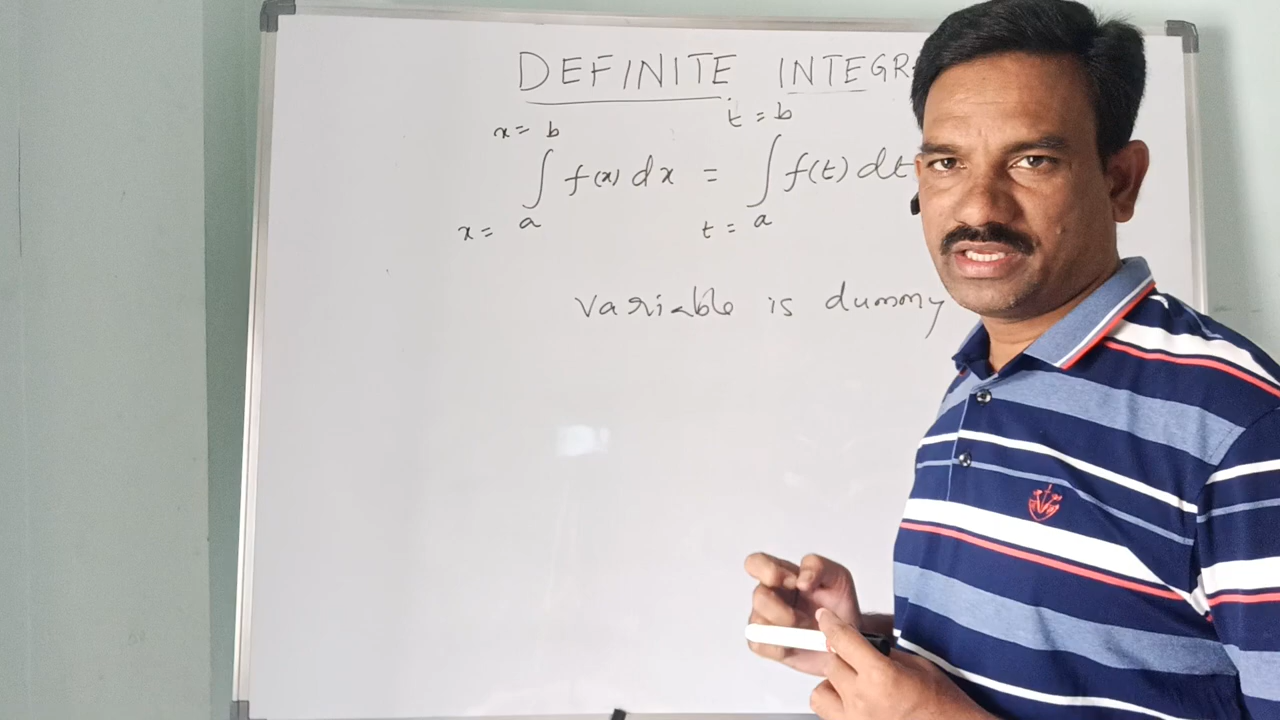 DEFINITE INTEGR
x = b t = b
∫ f(x) dx = ∫ f(t) dt
x = a t = a
variable is dummy